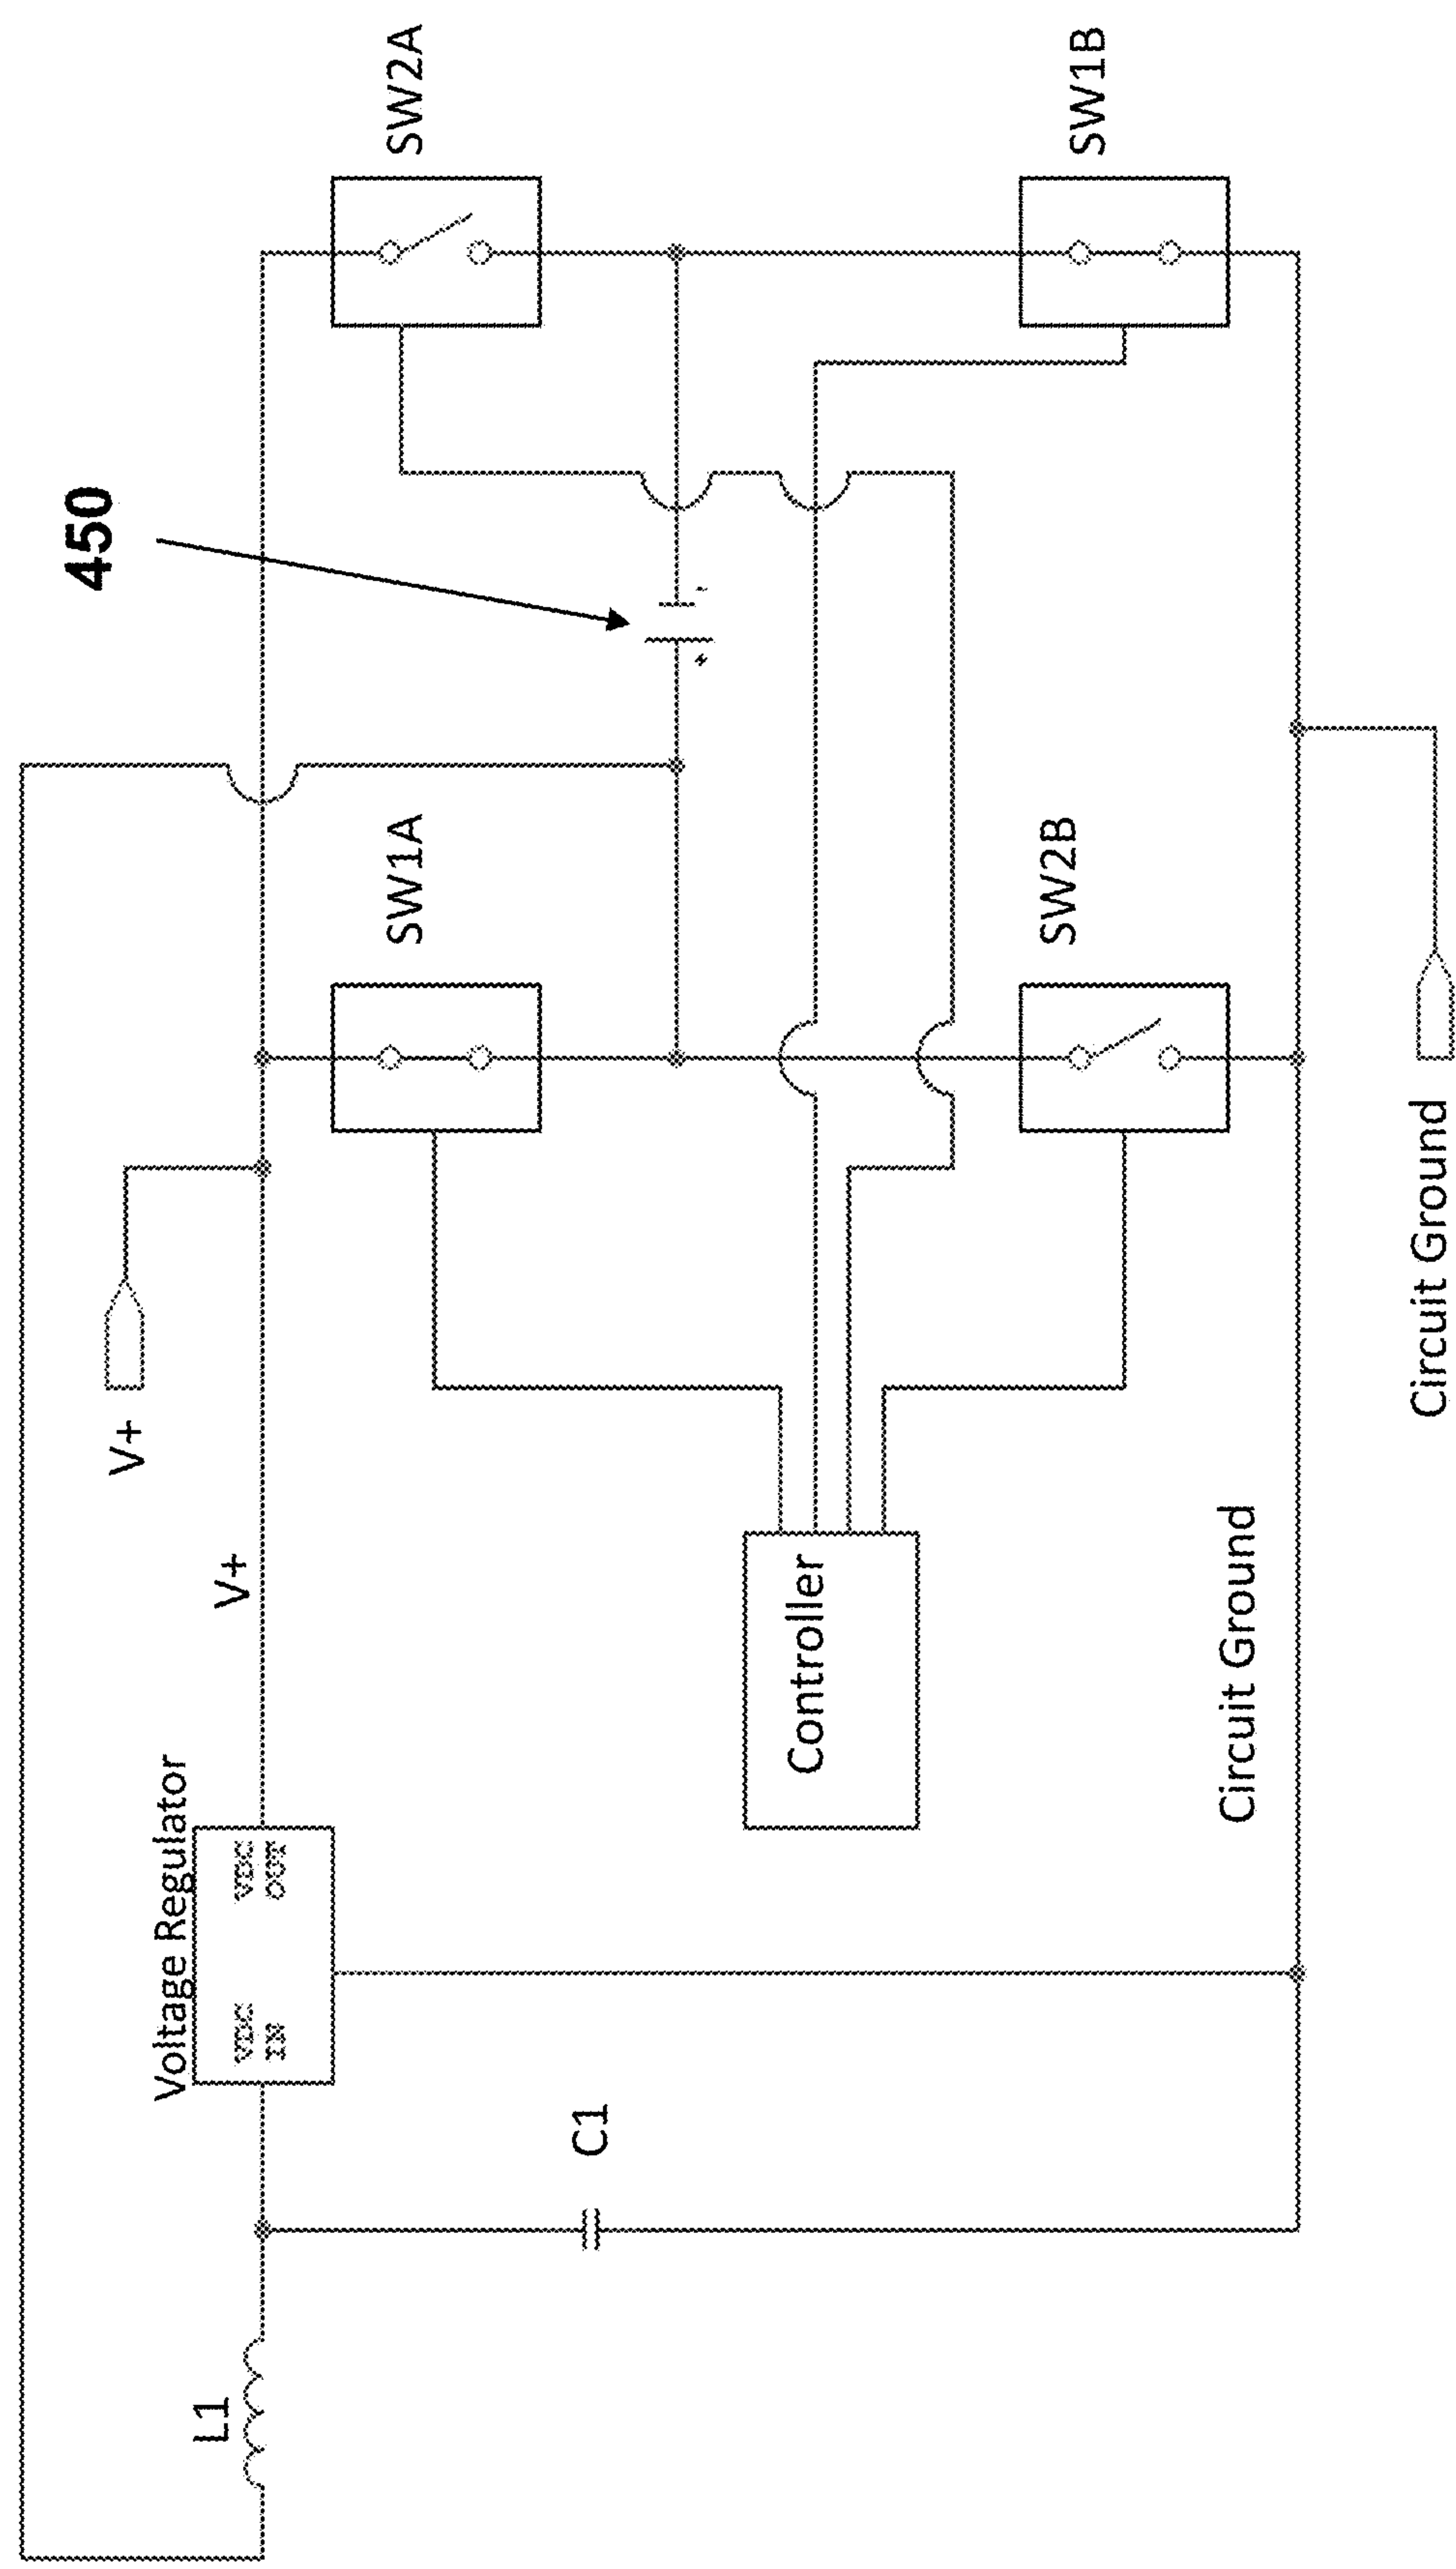 450
V+
V+
Voltage Regulator
VDC
IN
VDC
OUT
L1
C1
SW1A
SW2A
+
-
Controller
SW2B
SW1B
Circuit Ground
Circuit Ground